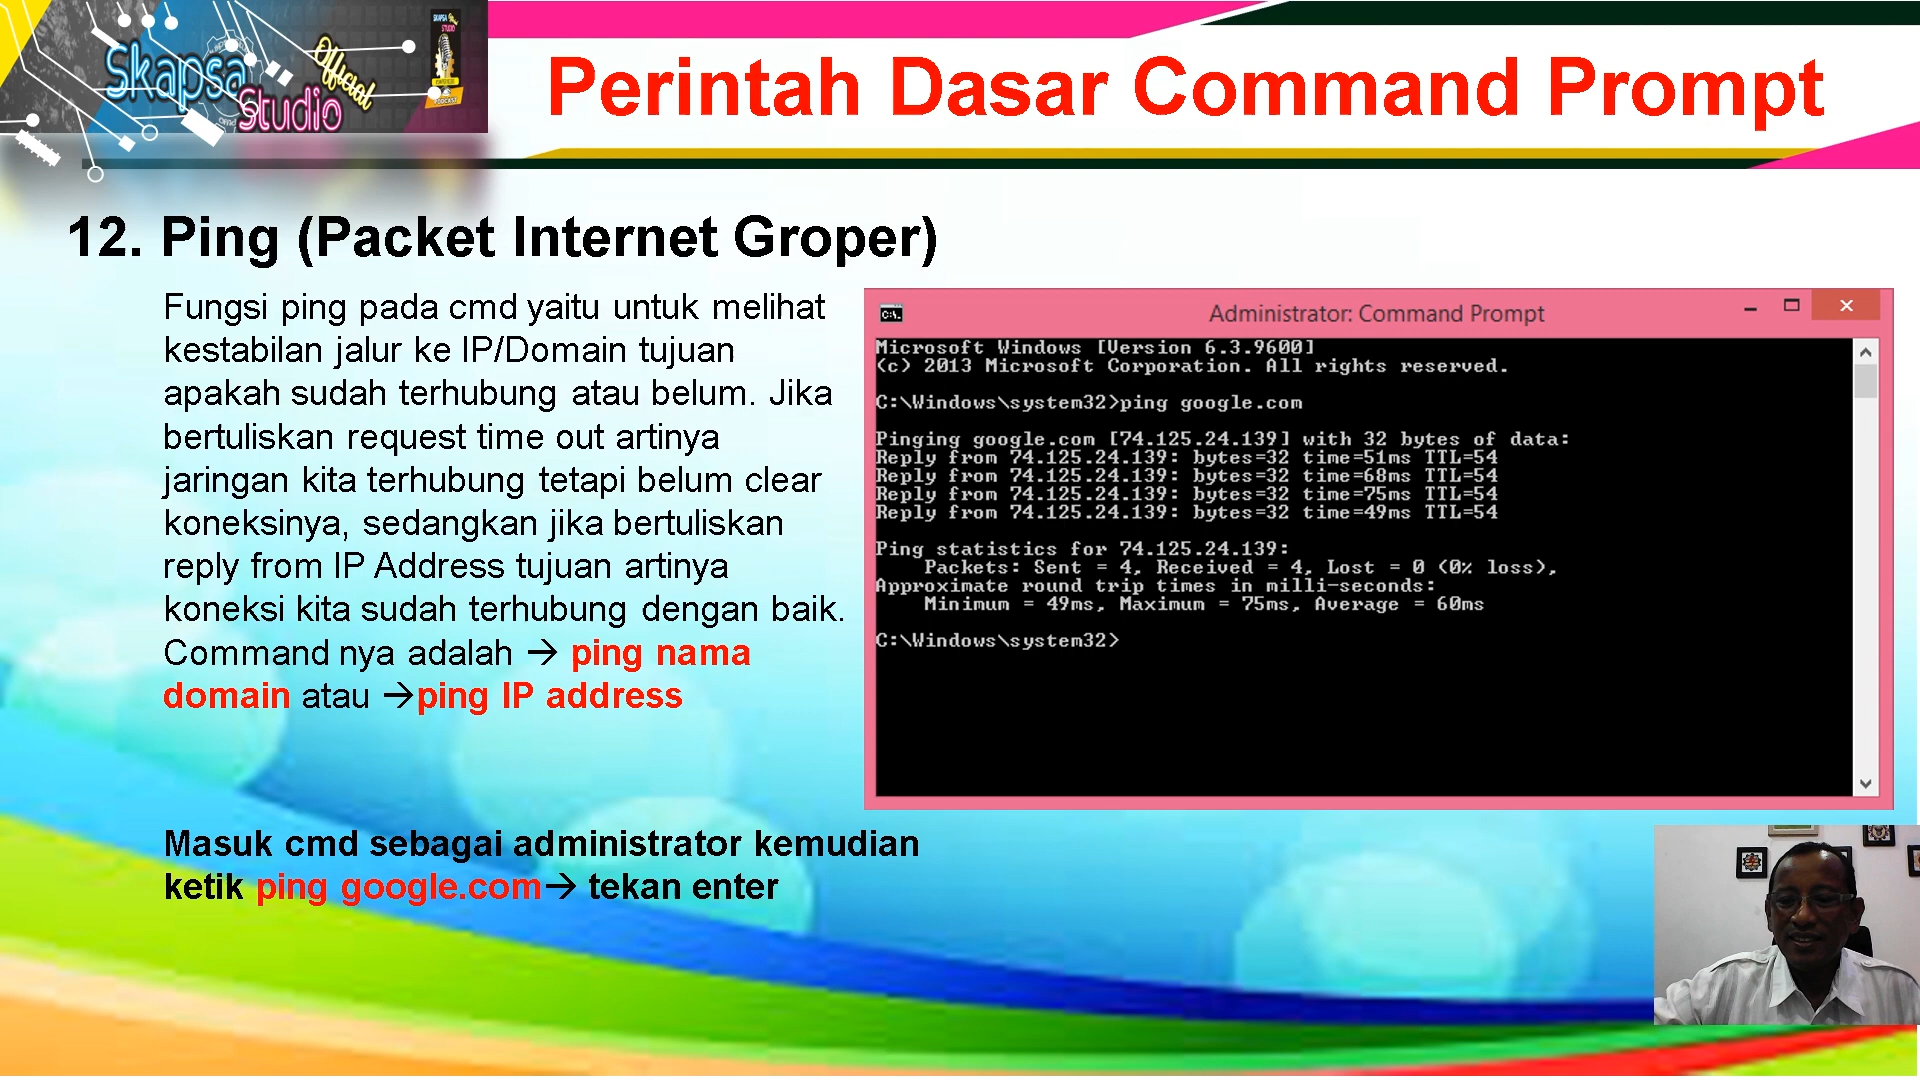 Skapsa
Studio
Official
SKAPSA
STUDIO
PODCAST
Perintah Dasar Command Prompt
12. Ping (Packet Internet Groper)
Fungsi ping pada cmd yaitu untuk melihat
kestabilan jalur ke IP/Domain tujuan
apakah sudah terhubung atau belum. Jika
bertuliskan request time out artinya
jaringan kita terhubung tetapi belum clear
koneksinya, sedangkan jika bertuliskan
reply from IP Address tujuan artinya
koneksi kita sudah terhubung dengan baik.
Command nya adalah → ping nama
domain atau →ping IP address
Masuk cmd sebagai administrator kemudian
ketik ping google.com→ tekan enter
C:\.
Administrator: Command Prompt
Microsoft Windows [Version 6.3.9600]
(c) 2013 Microsoft Corporation. All rights reserved.
C:\Windows\system32>ping google.com
Pinging google.com [74.125.24.139] with 32 bytes of data:
Reply from 74.125.24.139: bytes=32 time=51ms TTL=54
Reply from 74.125.24.139: bytes=32 time=68ms TTL=54
Reply from 74.125.24.139: bytes=32 time=75ms TTL=54
Reply from 74.125.24.139: bytes=32 time=49ms TTL=54
Ping statistics for 74.125.24.139:
Packets: Sent = 4, Received = 4, Lost = 0 (0% loss),
Approximate round trip times in milli-seconds:
Minimum = 49ms, Maximum = 75ms, Average = 60ms
C:\Windows\system32>